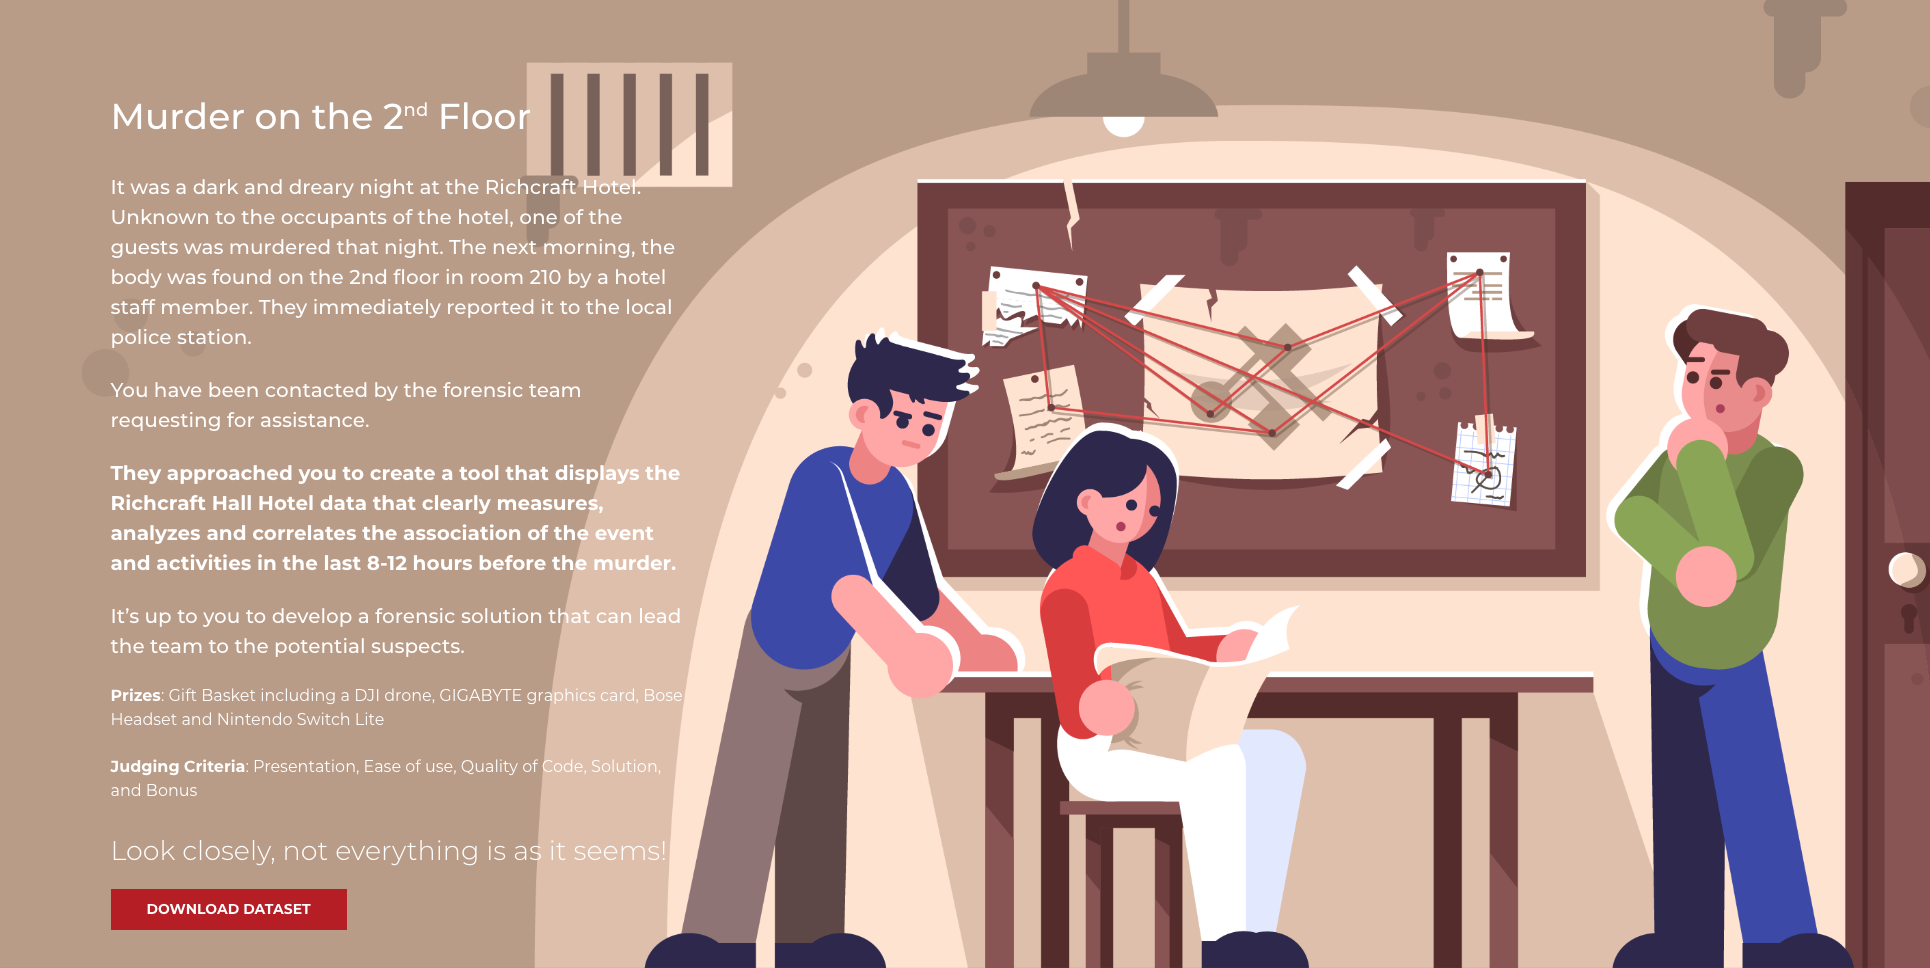 Murder on the 2nd Floor
It was a dark and dreary night at the Richcraft Hotel.
Unknown to the occupants of the hotel, one of the
guests was murdered that night. The next morning, the
body was found on the 2nd floor in room 210 by a hotel
staff member. They immediately reported it to the local
police station.
You have been contacted by the forensic team
requesting for assistance.
They approached you to create a tool that displays the
Richcraft Hall Hotel data that clearly measures,
analyzes and correlates the association of the event
and activities in the last 8-12 hours before the murder.
It’s up to you to develop a forensic solution that can lead
the team to the potential suspects.
Prizes: Gift Basket including a DJI drone, GIGABYTE graphics card, Bose
Headset and Nintendo Switch Lite
Judging Criteria: Presentation, Ease of use, Quality of Code, Solution,
and Bonus
Look closely, not everything is as it seems!
DOWNLOAD DATASET